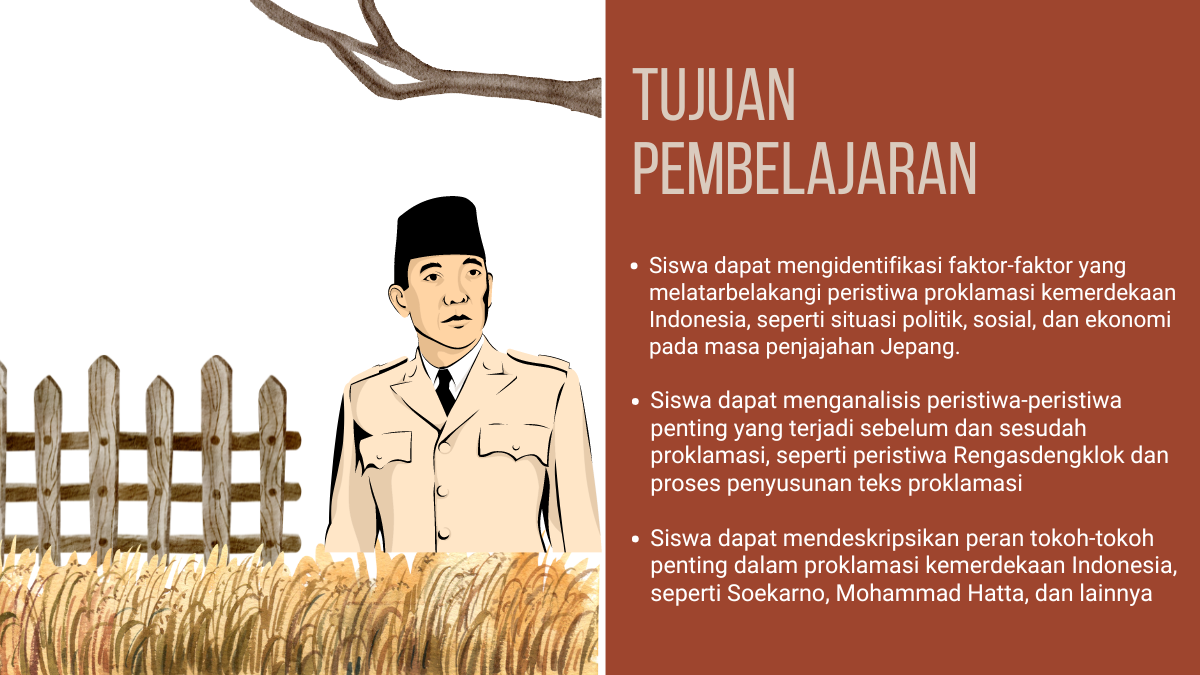 TUJUAN
PEMBELAJARAN
• Siswa dapat mengidentifikasi faktor-faktor yang
melatarbelakangi peristiwa proklamasi kemerdekaan
Indonesia, seperti situasi politik, sosial, dan ekonomi
pada masa penjajahan Jepang.
• Siswa dapat menganalisis peristiwa-peristiwa
penting yang terjadi sebelum dan sesudah
proklamasi, seperti peristiwa Rengasdengklok dan
proses penyusunan teks proklamasi
• Siswa dapat mendeskripsikan peran tokoh-tokoh
penting dalam proklamasi kemerdekaan Indonesia,
seperti Soekarno, Mohammad Hatta, dan lainnya